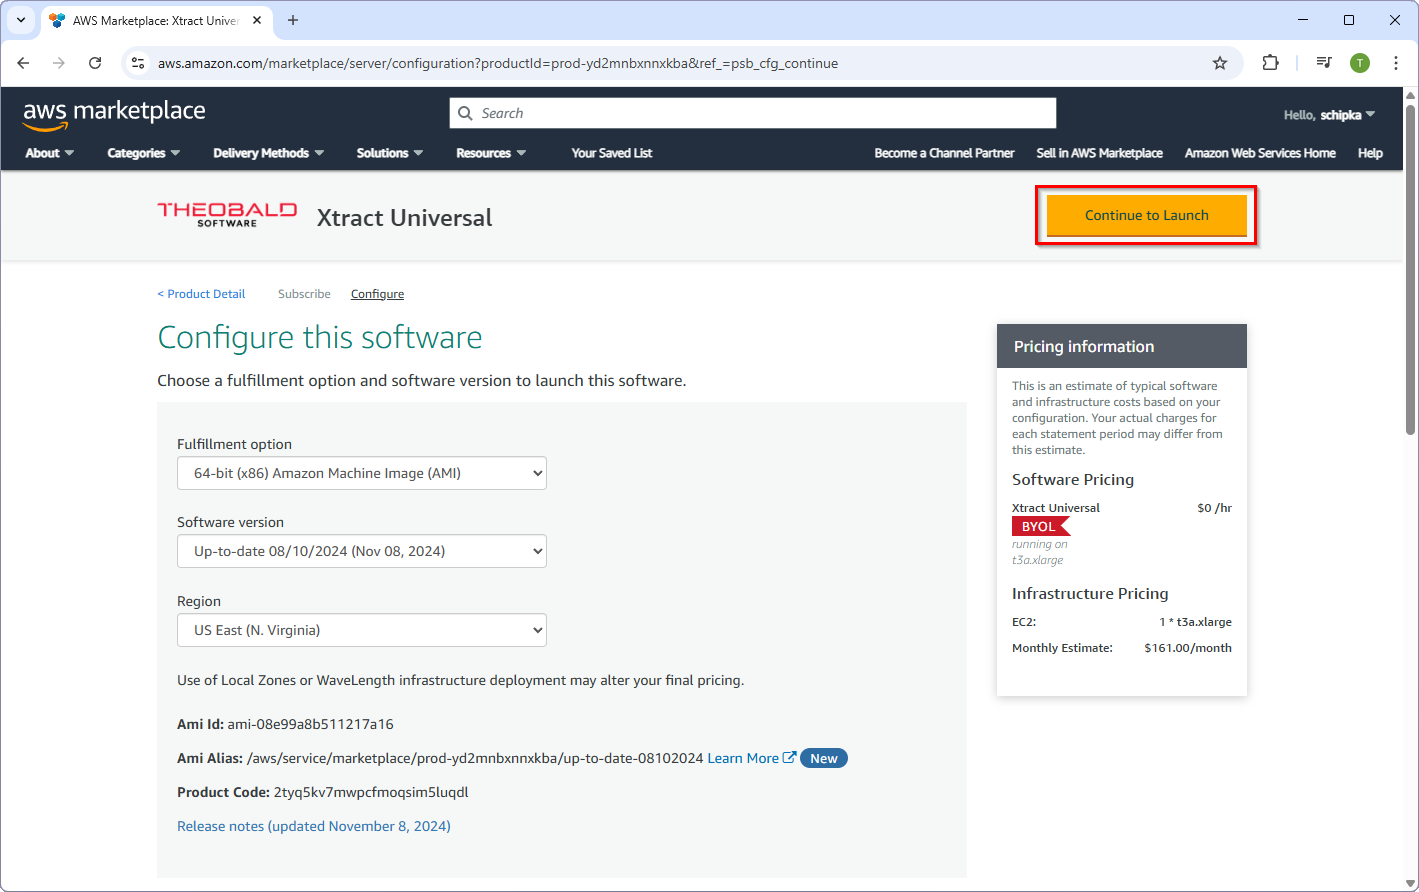 AWS Marketplace: Xtract Univer
aws.amazon.com/marketplace/server/configuration?productId=prod-yd2mnbxnnxkba&ref_=psb_cfg_continue
T
aws marketplace
Search
Hello, schipka
About
Categories
Delivery Methods
Solutions
Resources
Your Saved List
Become a Channel Partner
Sell in AWS Marketplace
Amazon Web Services Home
Help
THEOBALD
SOFTWARE
Xtract Universal
Continue to Launch
< Product Detail
Subscribe
Configure
Configure this software
Choose a fulfillment option and software version to launch this software.
Fulfillment option
64-bit (x86) Amazon Machine Image (AMI)
Software version
Up-to-date 08/10/2024 (Nov 08, 2024)
Region
US East (N. Virginia)
Use of Local Zones or WaveLength infrastructure deployment may alter your final pricing.
Ami Id: ami-08e99a8b511217a16
Ami Alias: /aws/service/marketplace/prod-yd2mnbxnnxkba/up-to-date-08102024 Learn More New
Product Code: 2tyq5kv7mwpcfmoqsim5luqdl
Release notes (updated November 8, 2024)
Pricing information
This is an estimate of typical software
and infrastructure costs based on your
configuration. Your actual charges for
each statement period may differ from
this estimate.
Software Pricing
Xtract Universal $0 /hr
BYOL
running on
t3a.xlarge
Infrastructure Pricing
EC2: 1 * t3a.xlarge
Monthly Estimate: $161.00/month